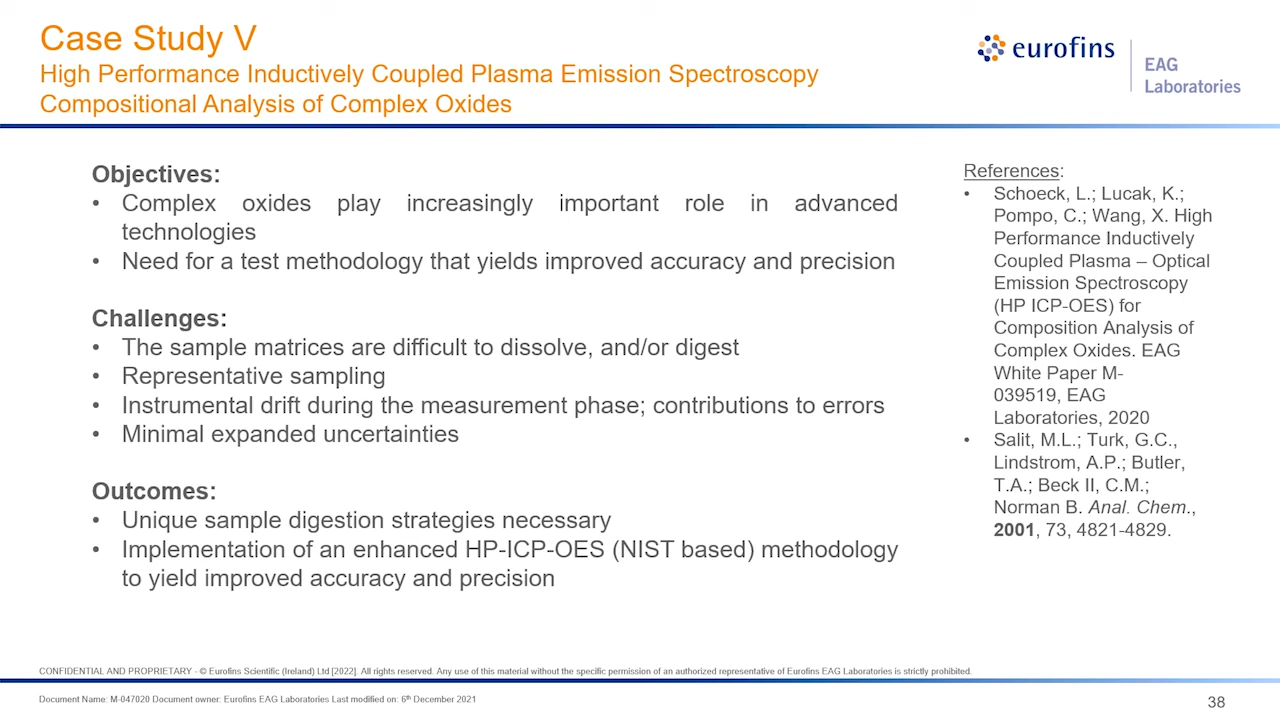 Case Study V
High Performance Inductively Coupled Plasma Emission Spectroscopy
Compositional Analysis of Complex Oxides
eurofins
EAG
Laboratories
Objectives:
• Complex oxides play increasingly important role in advanced
technologies
• Need for a test methodology that yields improved accuracy and precision
Challenges:
• The sample matrices are difficult to dissolve, and/or digest
• Representative sampling
• Instrumental drift during the measurement phase; contributions to errors
• Minimal expanded uncertainties
Outcomes:
• Unique sample digestion strategies necessary
• Implementation of an enhanced HP-ICP-OES (NIST based) methodology
to yield improved accuracy and precision
References:
• Schoeck, L.; Lucak, K.;
Pompo, C.; Wang, X. High
Performance Inductively
Coupled Plasma – Optical
Emission Spectroscopy
(HP ICP-OES) for
Composition Analysis of
Complex Oxides. EAG
White Paper M-
039519, EAG
Laboratories, 2020
• Salit, M.L.; Turk, G.C.,
Lindstrom, A.P.; Butler,
T.A.; Beck II, C.M.;
Norman B. Anal. Chem.,
2001, 73, 4821-4829.
CONFIDENTIAL AND PROPRIETARY - © Eurofins Scientific (Ireland) Ltd [2022]. All rights reserved. Any use of this material without the specific permission of an authorized representative of Eurofins EAG Laboratories is strictly prohibited.
Document Name: M-047020 Document owner: Eurofins EAG Laboratories Last modified on: 6th December 2021
38